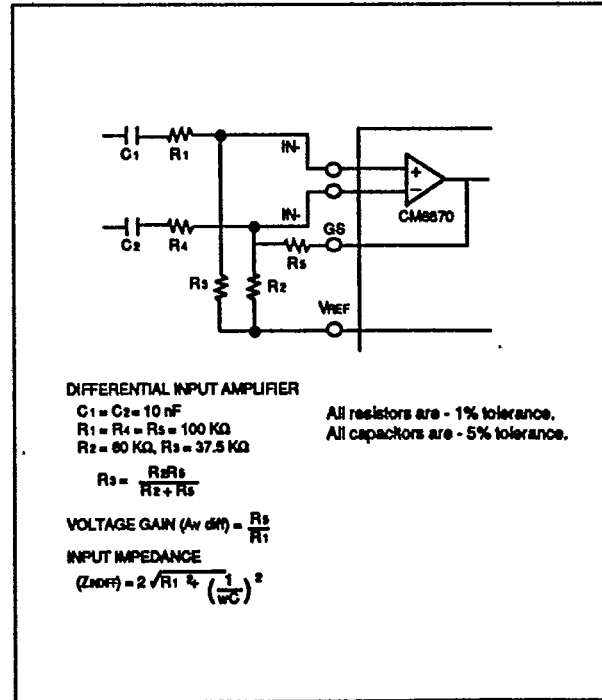 C1 R1 IN- + − CM8870
C2 R4 IN- GS
R5
R3 R2
VREF
DIFFERENTIAL INPUT AMPLIFIER
C1 = C2 = 10 nF
R1 = R4 = R5 = 100 KΩ
R2 = 60 KΩ, R3 = 37.5 KΩ
All resistors are - 1% tolerance.
All capacitors are - 5% tolerance.
R3 = R2R5 / R2 + R5
VOLTAGE GAIN (Av diff) = R5 / R1
INPUT IMPEDANCE
(ZINDIFF) = 2 √R1 2 + (1 / wC) 2